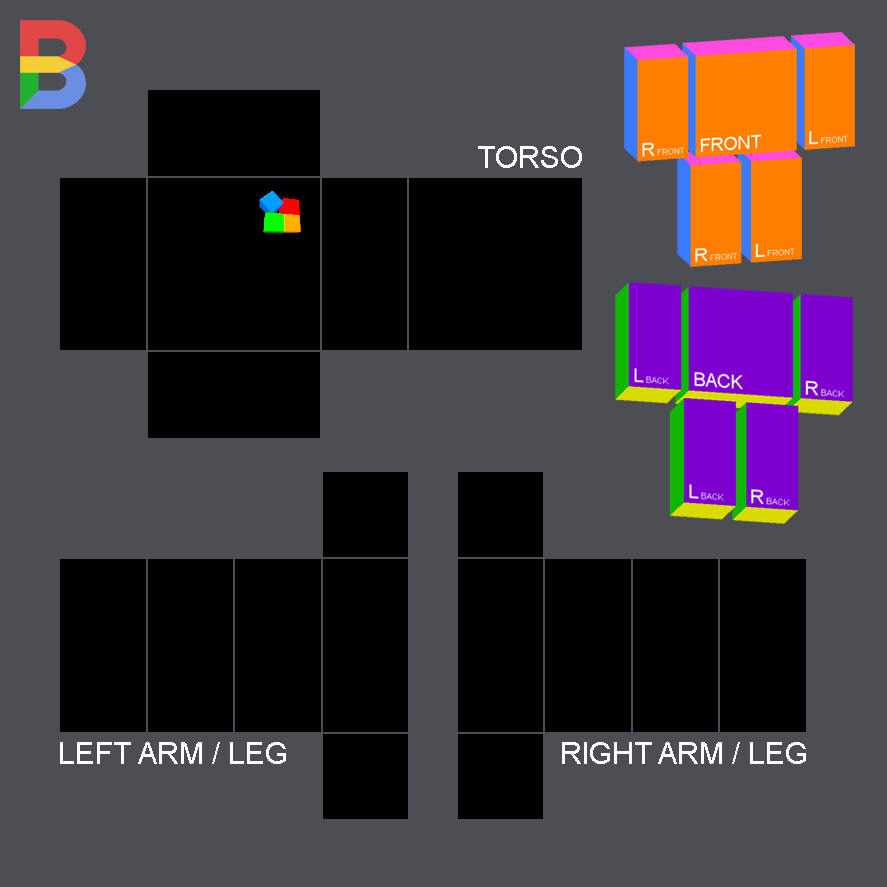 TORSO
R FRONT
FRONT
L FRONT
R FRONT
L FRONT
L BACK
BACK
R BACK
L BACK
R BACK
LEFT ARM / LEG
RIGHT ARM / LEG